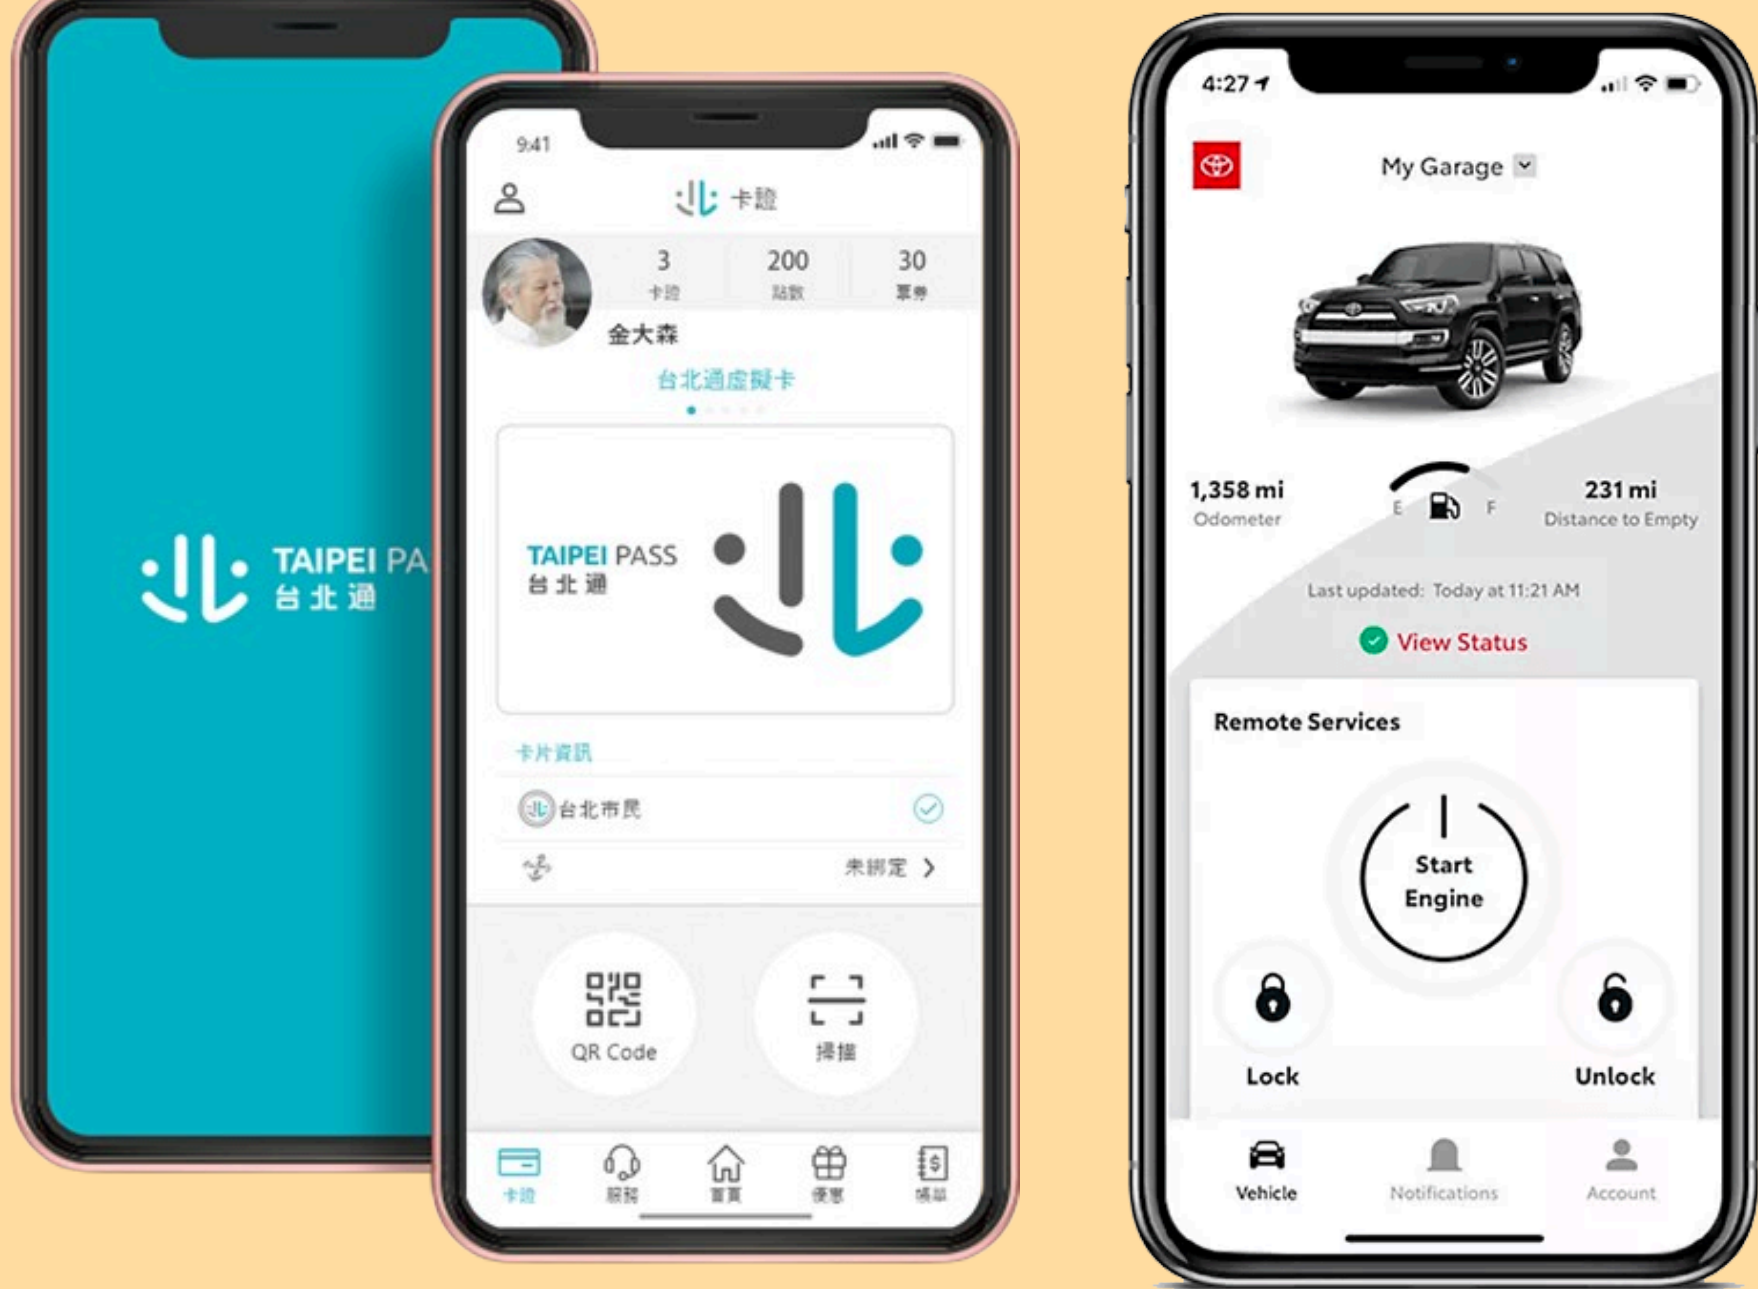 TAIPEI PA
台北通
9:41
卡證
3
200
30
卡證
點數
票券
金大森
台北通虛擬卡
TAIPEI PASS
台北通
卡片資訊
台北市民
未綁定
QR Code
掃描
卡證
服務
首頁
優惠
帳單
4:27
My Garage
1,358 mi
Odometer
E
F
231 mi
Distance to Empty
Last updated: Today at 11:21 AM
View Status
Remote Services
Start
Engine
Lock
Unlock
Vehicle
Notifications
Account